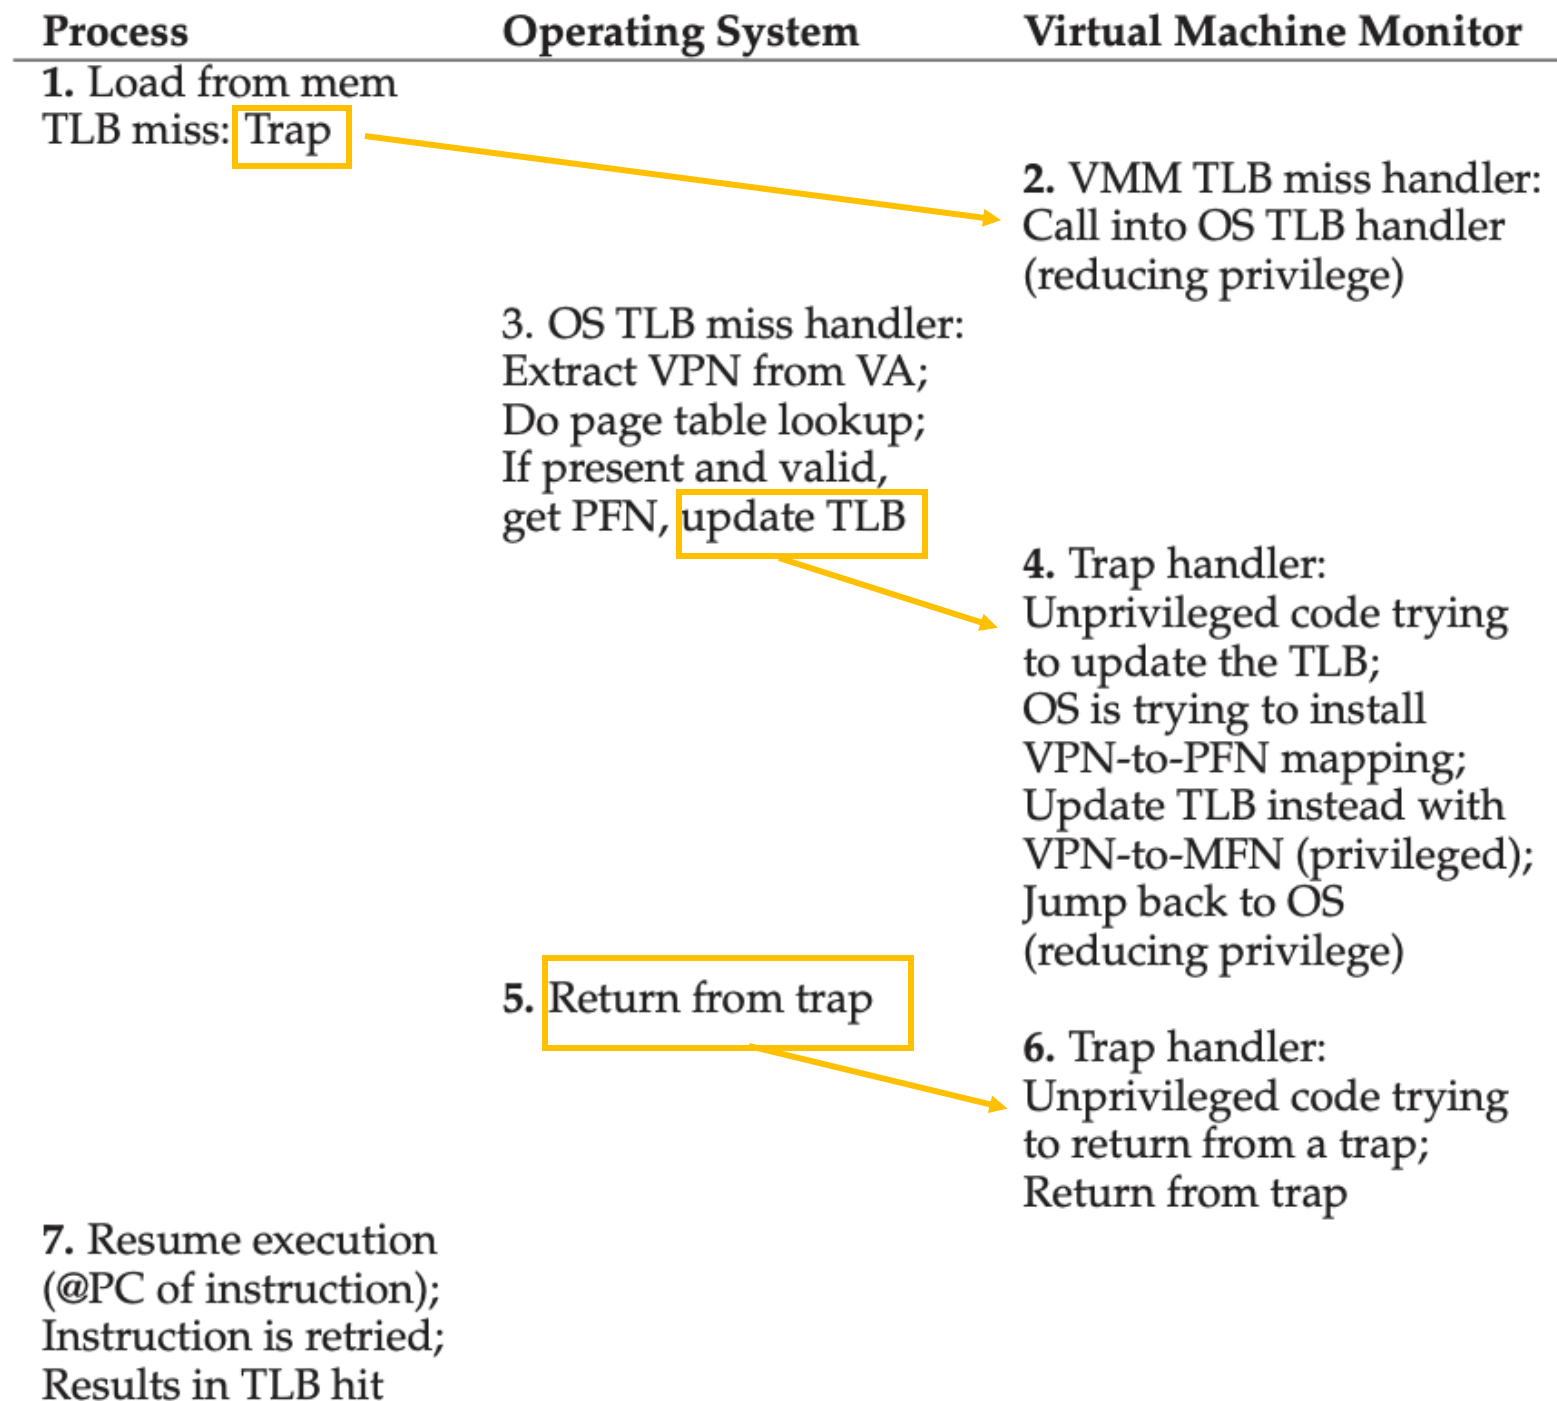 Process Operating System Virtual Machine Monitor
1. Load from mem
TLB miss: Trap
2. VMM TLB miss handler:
Call into OS TLB handler
(reducing privilege)
3. OS TLB miss handler:
Extract VPN from VA;
Do page table lookup;
If present and valid,
get PFN, update TLB
4. Trap handler:
Unprivileged code trying
to update the TLB;
OS is trying to install
VPN-to-PFN mapping;
Update TLB instead with
VPN-to-MFN (privileged);
Jump back to OS
(reducing privilege)
5. Return from trap
6. Trap handler:
Unprivileged code trying
to return from a trap;
Return from trap
7. Resume execution
(@PC of instruction);
Instruction is retried;
Results in TLB hit